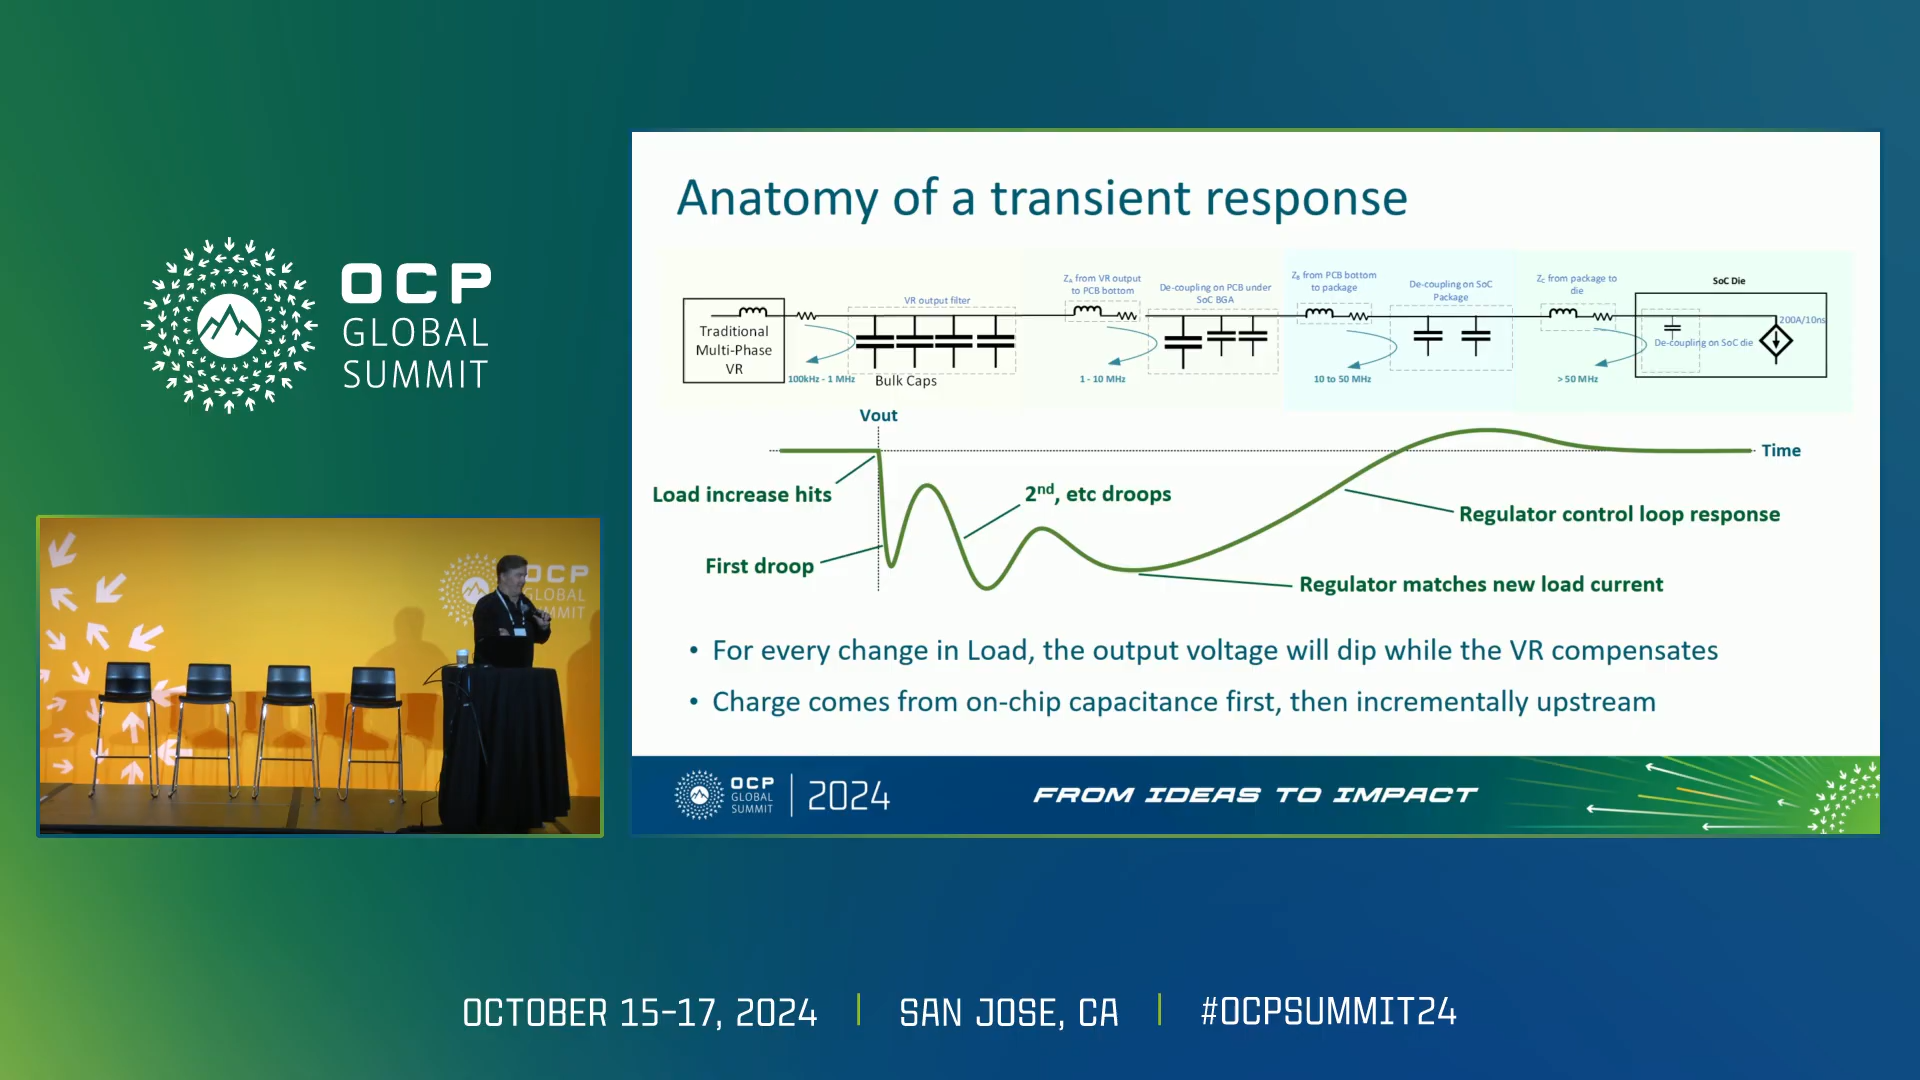 OCP
GLOBAL
SUMMIT
Anatomy of a transient response
Traditional
Multi-Phase
VR
100kHz - 1 MHz
VR output filter
Bulk Caps
ZA from VR output
to PCB bottom
1 - 10 MHz
De-coupling on PCB under
SoC BGA
ZB from PCB bottom
to package
10 to 50 MHz
De-coupling on SoC
Package
ZC from package to
die
> 50 MHz
SoC Die
De-coupling on SoC die
200A/10ns
Vout
Time
Load increase hits
First droop
2nd, etc droops
Regulator control loop response
Regulator matches new load current
• For every change in Load, the output voltage will dip while the VR compensates
• Charge comes from on-chip capacitance first, then incrementally upstream
OCP
GLOBAL
SUMMIT
2024
FROM IDEAS TO IMPACT
OCP
GLOBAL
SUMMIT
OCTOBER 15-17, 2024 | SAN JOSE, CA | #OCPSUMMIT24